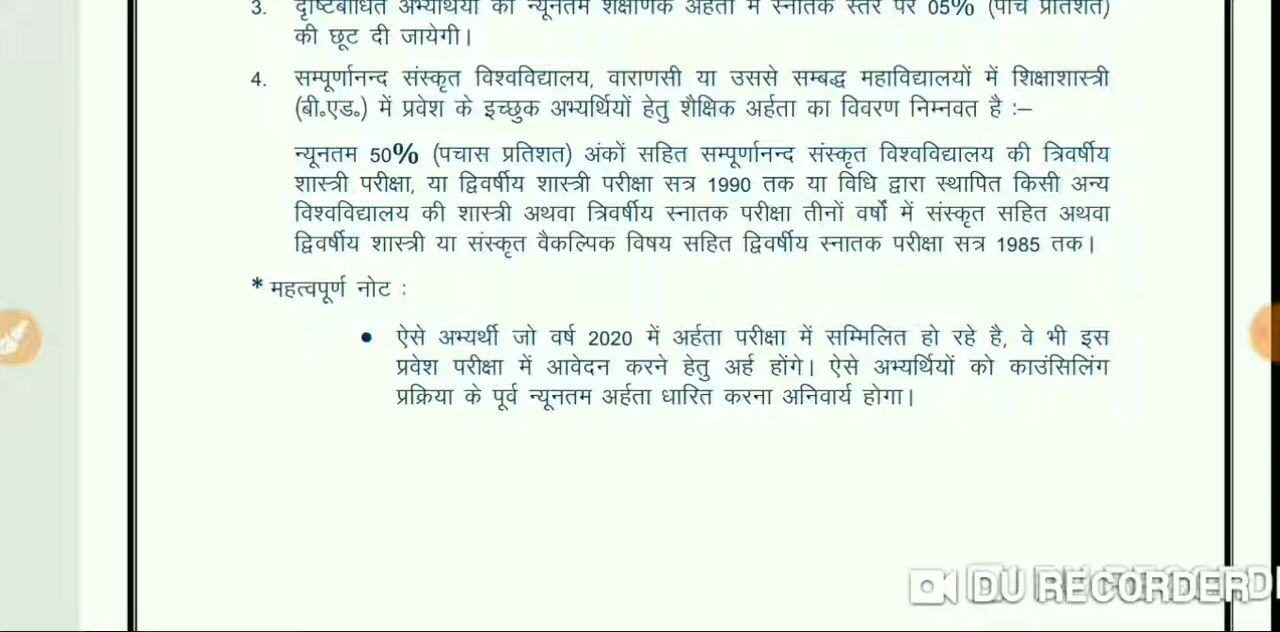 3. दृष्टिबाधित अभ्यर्थियों को न्यूनतम शैक्षणिक अर्हता में स्नातक स्तर पर 05% (पांच प्रतिशत)
की छूट दी जायेगी।
4. सम्पूर्णानन्द संस्कृत विश्वविद्यालय, वाराणसी या उससे सम्बद्ध महाविद्यालयों में शिक्षाशास्त्री
(बी०एड०) में प्रवेश के इच्छुक अभ्यर्थियों हेतु शैक्षिक अर्हता का विवरण निम्नवत है :–
न्यूनतम 50% (पचास प्रतिशत) अंकों सहित सम्पूर्णानन्द संस्कृत विश्वविद्यालय की त्रिवर्षीय
शास्त्री परीक्षा, या द्विवर्षीय शास्त्री परीक्षा सत्र 1990 तक या विधि द्वारा स्थापित किसी अन्य
विश्वविद्यालय की शास्त्री अथवा त्रिवर्षीय स्नातक परीक्षा तीनों वर्षों में संस्कृत सहित अथवा
द्विवर्षीय शास्त्री या संस्कृत वैकल्पिक विषय सहित द्विवर्षीय स्नातक परीक्षा सत्र 1985 तक।
* महत्वपूर्ण नोट :
• ऐसे अभ्यर्थी जो वर्ष 2020 में अर्हता परीक्षा में सम्मिलित हो रहे है, वे भी इस
प्रवेश परीक्षा में आवेदन करने हेतु अर्ह होंगे। ऐसे अभ्यर्थियों को काउंसिलिंग
प्रक्रिया के पूर्व न्यूनतम अर्हता धारित करना अनिवार्य होगा।
DU RECORDER